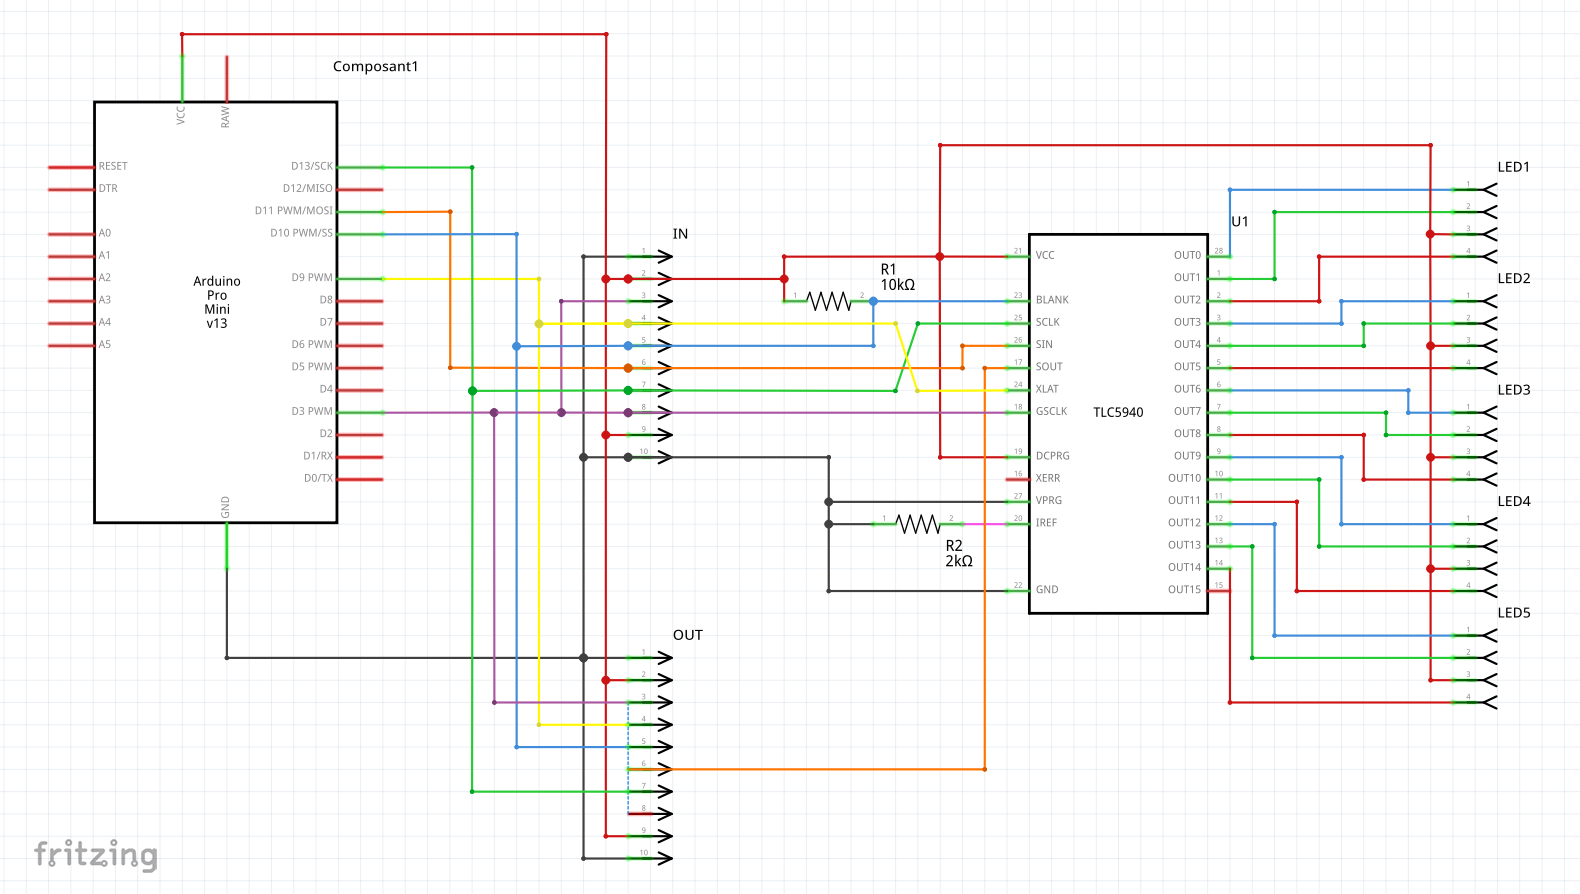 Composant1
VCC
RAW
RESET
DTR
A0
A1
A2
A3
A4
A5
Arduino
Pro
Mini
v13
D13/SCK
D12/MISO
D11 PWM/MOSI
D10 PWM/SS
D9 PWM
D8
D7
D6 PWM
D5 PWM
D4
D3 PWM
D2
D1/RX
D0/TX
GND
IN
1
2
3
4
5
6
7
8
9
10
OUT
1
2
3
4
5
6
7
8
9
10
R1
10kΩ
1
2
R2
2kΩ
1
2
U1
TLC5940
21 VCC
23 BLANK
25 SCLK
26 SIN
17 SOUT
24 XLAT
18 GSCLK
19 DCPRG
16 XERR
27 VPRG
20 IREF
22 GND
OUT0 28
OUT1 1
OUT2 2
OUT3 3
OUT4 4
OUT5 5
OUT6 6
OUT7 7
OUT8 8
OUT9 9
OUT10 10
OUT11 11
OUT12 12
OUT13 13
OUT14 14
OUT15 15
LED1
1
2
3
4
LED2
1
2
3
4
LED3
1
2
3
4
LED4
1
2
3
4
LED5
1
2
3
4
fritzing